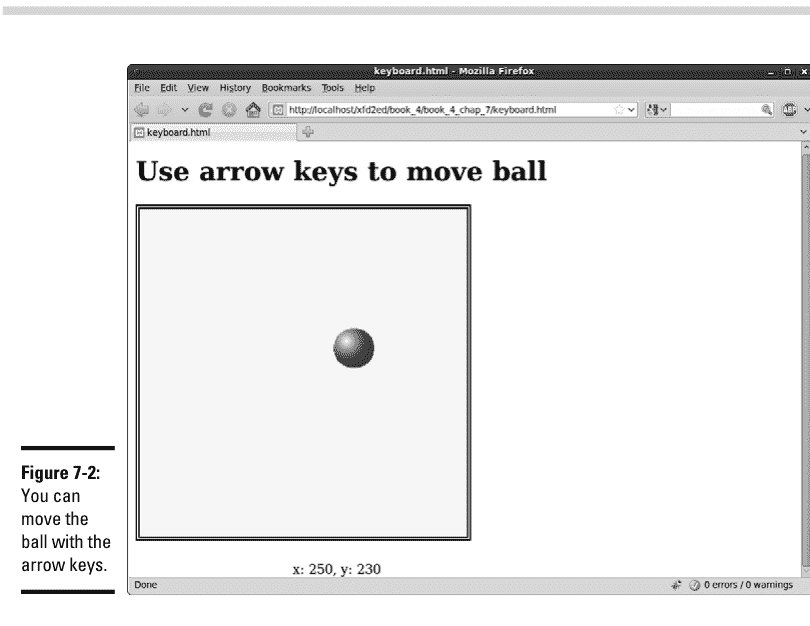 keyboard.html - Mozilla Firefox
File Edit View History Bookmarks Tools Help
http://localhost/xfd2ed/book_4/book_4_chap_7/keyboard.html
ABP
keyboard.html
Use arrow keys to move ball
x: 250, y: 230
Done
0 errors / 0 warnings
Figure 7-2:
You can
move the
ball with the
arrow keys.